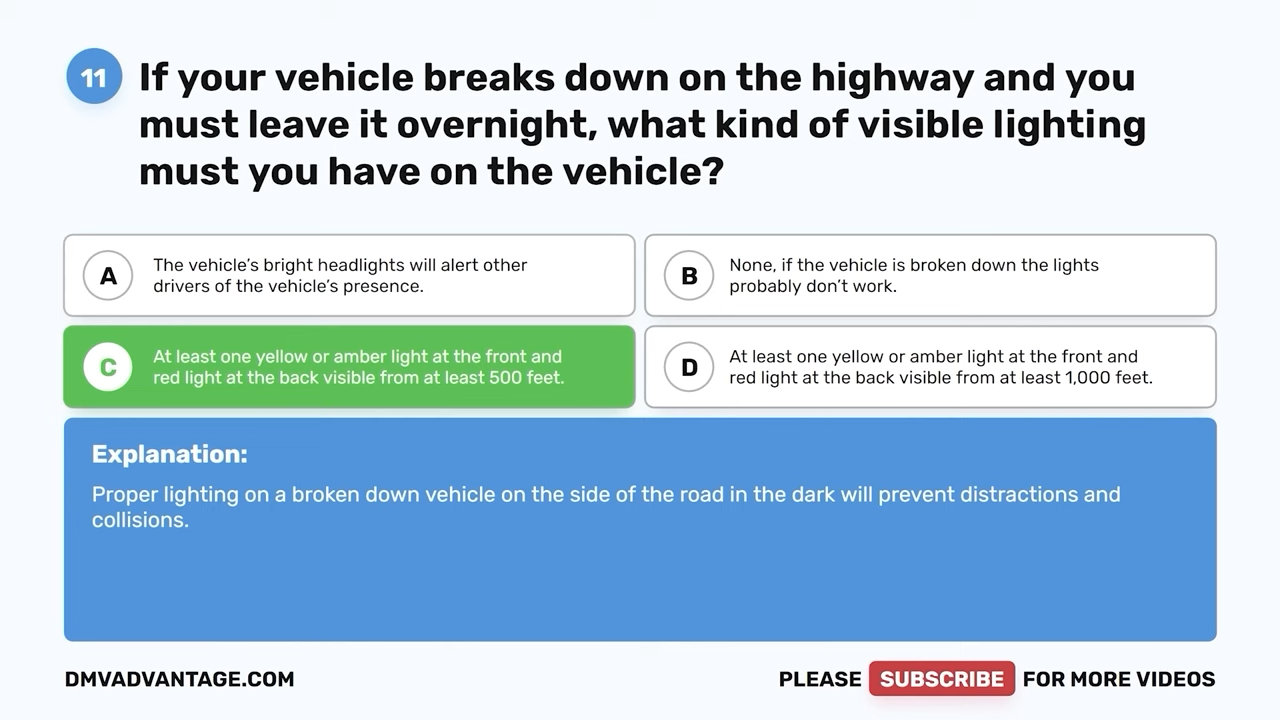 11
If your vehicle breaks down on the highway and you
must leave it overnight, what kind of visible lighting
must you have on the vehicle?
A
The vehicle's bright headlights will alert other
drivers of the vehicle's presence.
B
None, if the vehicle is broken down the lights
probably don't work.
C
At least one yellow or amber light at the front and
red light at the back visible from at least 500 feet.
D
At least one yellow or amber light at the front and
red light at the back visible from at least 1,000 feet.
Explanation:
Proper lighting on a broken down vehicle on the side of the road in the dark will prevent distractions and
collisions.
DMVADVANTAGE.COM
PLEASE SUBSCRIBE FOR MORE VIDEOS